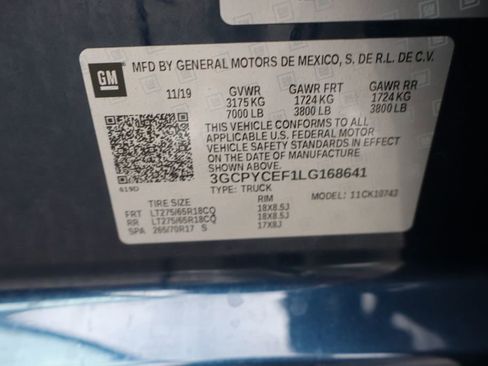 GM
MFD BY GENERAL MOTORS DE MEXICO, S. DE R.L. DE C.V.
11/19 GVWR GAWR FRT GAWR RR
3175 KG 1724 KG 1724 KG
7000 LB 3800 LB 3800 LB
THIS VEHICLE CONFORMS TO ALL
APPLICABLE U.S. FEDERAL MOTOR
VEHICLE SAFETY STANDARDS IN EFFECT
ON THE DATE OF MANUFACTURE
SHOWN ABOVE.
3GCPYCEF1LG168641
TYPE: TRUCK MODEL: 11CK10743
619D
TIRE SIZE RIM
FRT LT275/65R18CQ 18X8.5J
RR LT275/65R18CQ 18X8.5J
SPA 265/70R17 S 17X8J